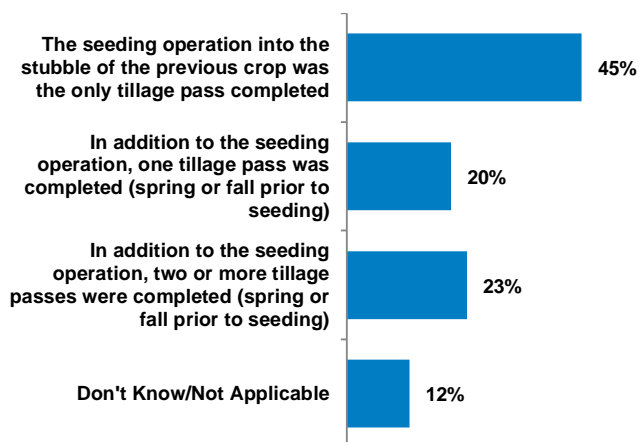 The seeding operation into the
stubble of the previous crop was
the only tillage pass completed
45%
In addition to the seeding
operation, one tillage pass was
completed (spring or fall prior to
seeding)
20%
In addition to the seeding
operation, two or more tillage
passes were completed (spring or
fall prior to seeding)
23%
Don't Know/Not Applicable
12%